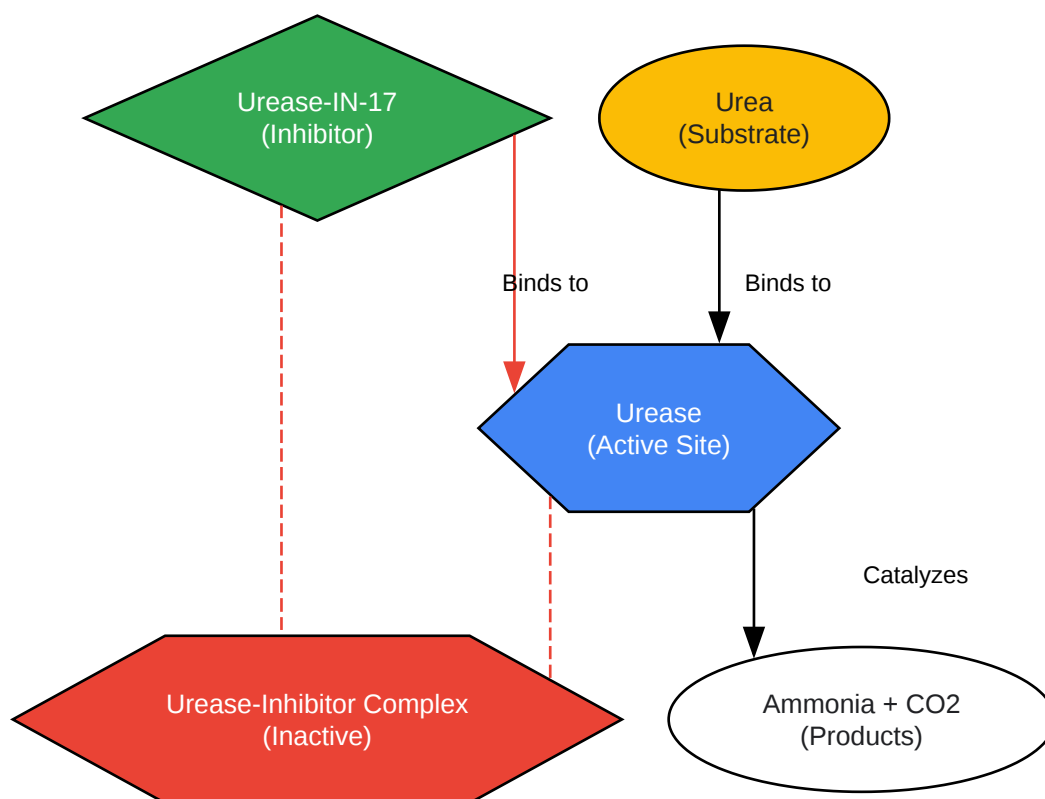 Urease-IN-17
(Inhibitor)
Urea
(Substrate)
Binds to
Binds to
Urease
(Active Site)
Catalyzes
Urease-Inhibitor Complex
(Inactive)
Ammonia + CO2
(Products)